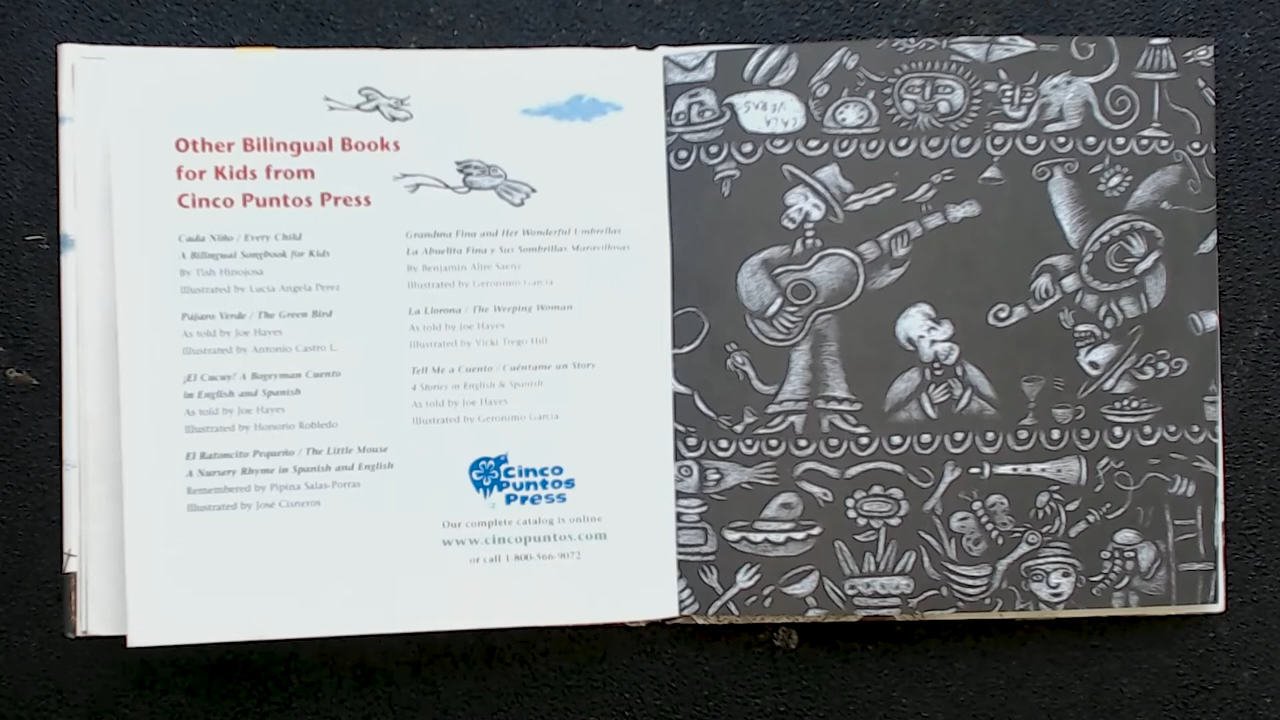 Other Bilingual Books
for Kids from
Cinco Puntos Press
Cada Niño / Every Child
A Bilingual Songbook for Kids
By Tish Hinojosa
Illustrated by Lucia Angela Perez
Pájaro Verde / The Green Bird
As told by Joe Hayes
Illustrated by Antonio Castro L.
¡El Cucuy! A Bogeyman Cuento
in English and Spanish
As told by Joe Hayes
Illustrated by Honorio Robledo
El Ratoncito Pequeño / The Little Mouse
A Nursery Rhyme in Spanish and English
Remembered by Pipina Salas-Porras
Illustrated by José Cisneros
Grandma Fina and Her Wonderful Umbrellas
La Abuelita Fina y Sus Sombrillas Maravillosas
By Benjamin Alire Saenz
Illustrated by Geronimo Garcia
La Llorona / The Weeping Woman
As told by Joe Hayes
Illustrated by Vicki Trego Hill
Tell Me a Cuento / Cuéntame un Story
4 Stories in English & Spanish
As told by Joe Hayes
Illustrated by Geronimo Garcia
Cinco
Puntos
Press
Our complete catalog is online
www.cincopuntos.com
or call 1-800-566-9072
CALA
VERAS